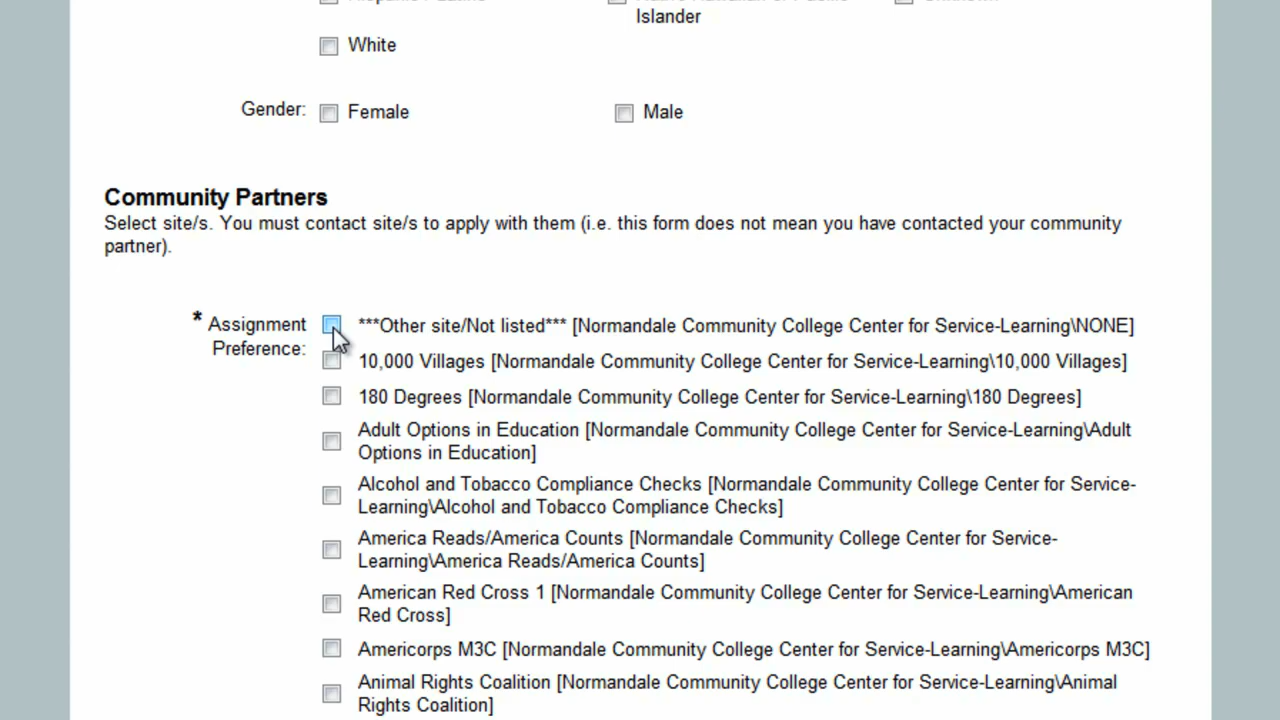 Islander
White
Gender:
Female
Male
Community Partners
Select site/s. You must contact site/s to apply with them (i.e. this form does not mean you have contacted your community
partner).
* Assignment
Preference:
***Other site/Not listed*** [Normandale Community College Center for Service-Learning\NONE]
10,000 Villages [Normandale Community College Center for Service-Learning\10,000 Villages]
180 Degrees [Normandale Community College Center for Service-Learning\180 Degrees]
Adult Options in Education [Normandale Community College Center for Service-Learning\Adult
Options in Education]
Alcohol and Tobacco Compliance Checks [Normandale Community College Center for Service-
Learning\Alcohol and Tobacco Compliance Checks]
America Reads/America Counts [Normandale Community College Center for Service-
Learning\America Reads/America Counts]
American Red Cross 1 [Normandale Community College Center for Service-Learning\American
Red Cross]
Americorps M3C [Normandale Community College Center for Service-Learning\Americorps M3C]
Animal Rights Coalition [Normandale Community College Center for Service-Learning\Animal
Rights Coalition]